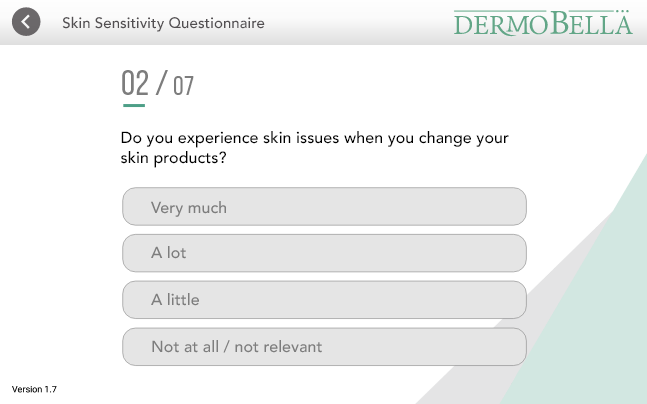 Skin Sensitivity Questionnaire
DERMOBELLA
02 / 07
Do you experience skin issues when you change your
skin products?
Very much
A lot
A little
Not at all / not relevant
Version 1.7